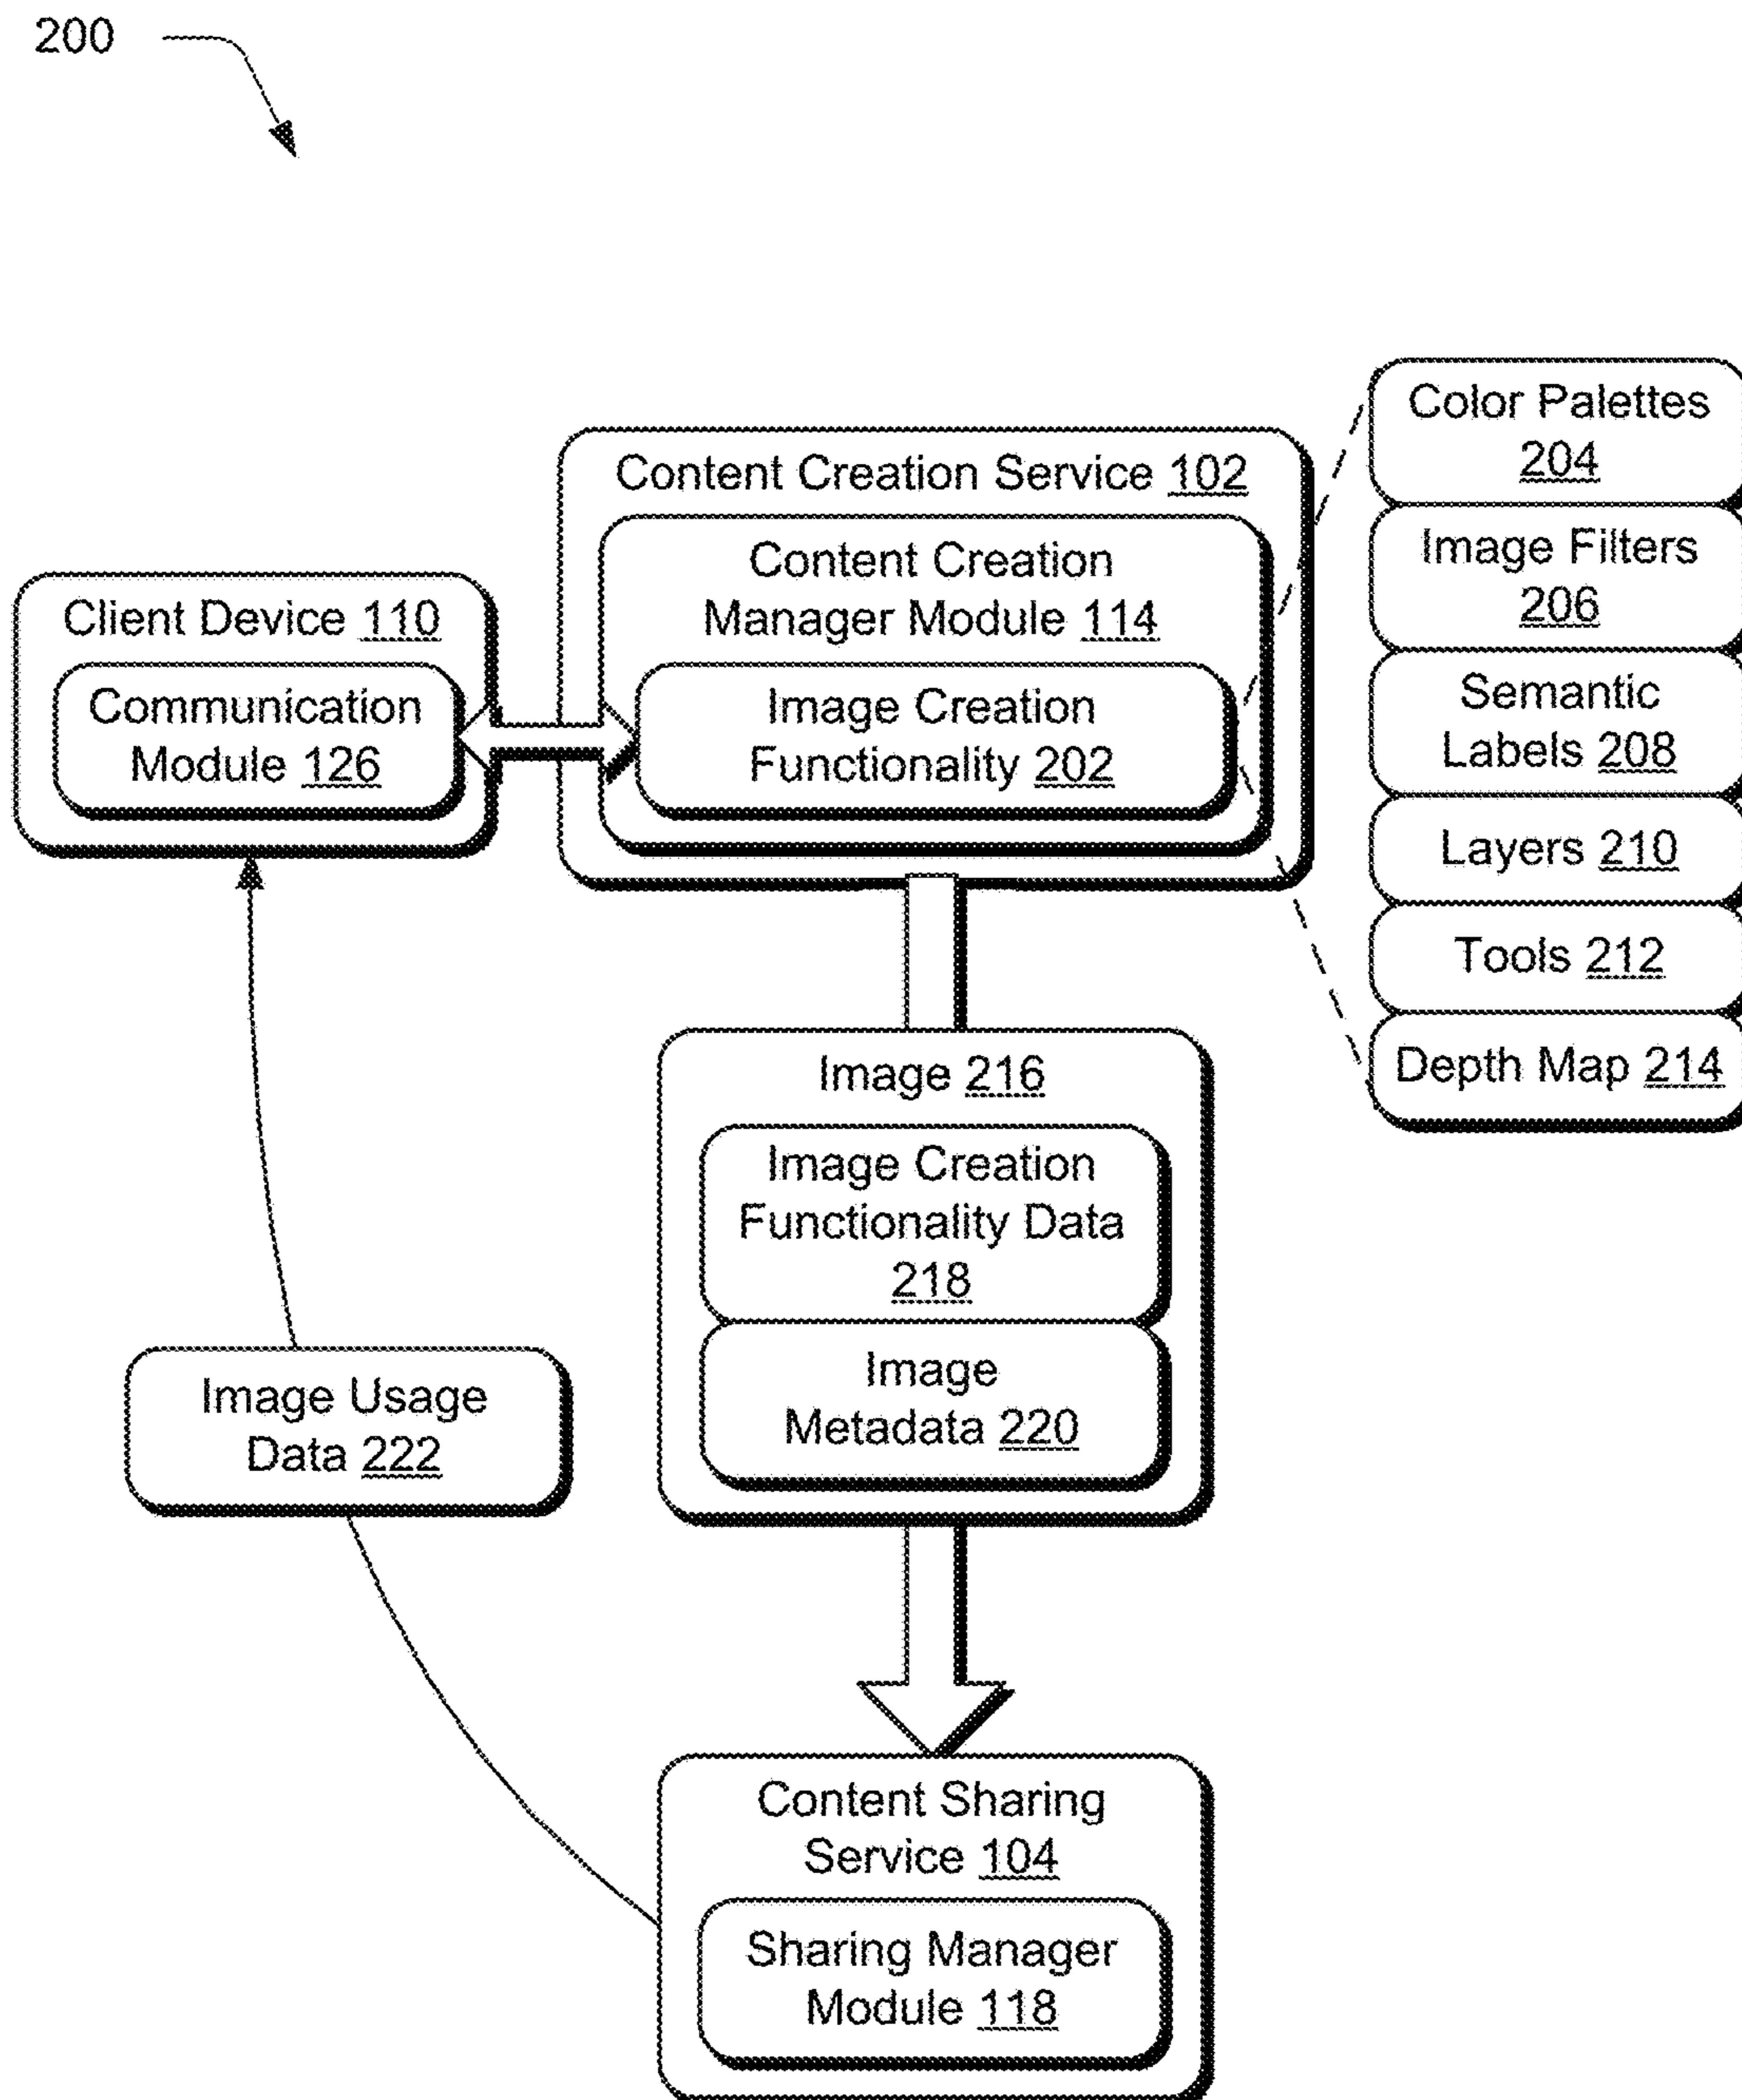 200
Color Palettes
204
Content Creation Service 102
Image Filters
206
Content Creation
Manager Module 114
Client Device 110
Semantic
Labels 208
Communication
Module 126
Image Creation
Functionality 202
Layers 210
Tools 212
Depth Map 214
Image 216
Image Creation
Functionality Data
218
Image
Metadata 220
Image Usage
Data 222
Content Sharing
Service 104
Sharing Manager
Module 118